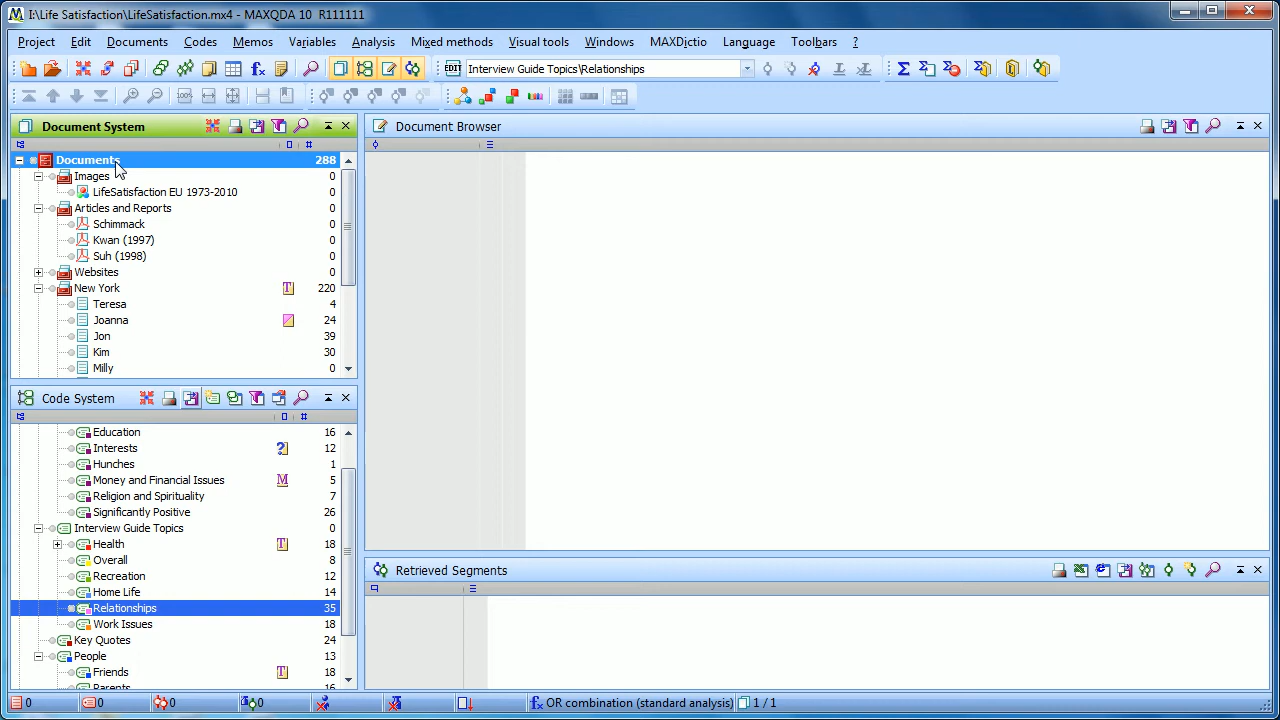 I:\Life Satisfaction\LifeSatisfaction.mx4 - MAXQDA 10 R111111
Project Edit Documents Codes Memos Variables Analysis Mixed methods Visual tools Windows MAXDictio Language Toolbars ?
EDIT Interview Guide Topics\Relationships
Document System
Documents 288
Images 0
LifeSatisfaction EU 1973-2010 0
Articles and Reports 0
Schimmack 0
Kwan (1997) 0
Suh (1998) 0
Websites 0
New York 220
Teresa 4
Joanna 24
Jon 39
Kim 30
Milly 0
Code System
Education 16
Interests 12
Hunches 1
Money and Financial Issues 5
Religion and Spirituality 7
Significantly Positive 26
Interview Guide Topics 0
Health 18
Overall 8
Recreation 12
Home Life 14
Relationships 35
Work Issues 18
Key Quotes 24
People 13
Friends 18
Parents 16
Document Browser
Retrieved Segments
0 0 0 0 OR combination (standard analysis) 1 / 1